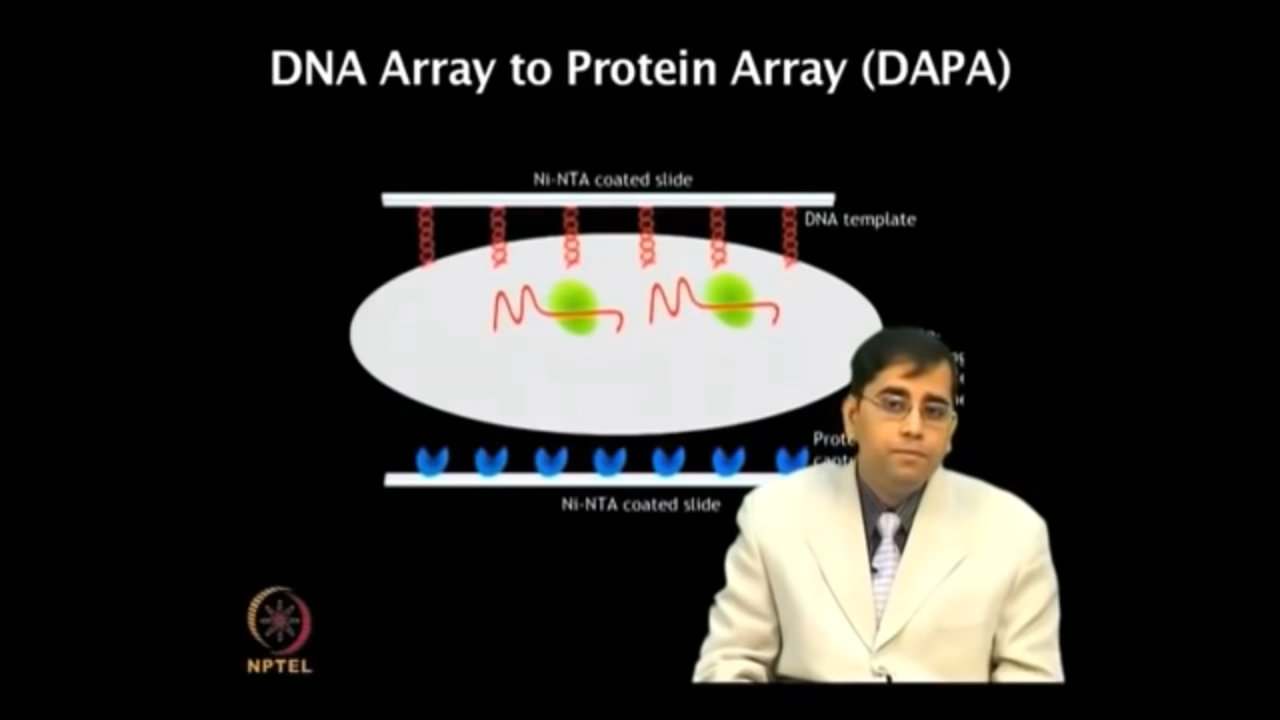 DNA Array to Protein Array (DAPA)
Ni-NTA coated slide
DNA template
Ni-NTA coated slide
NPTEL